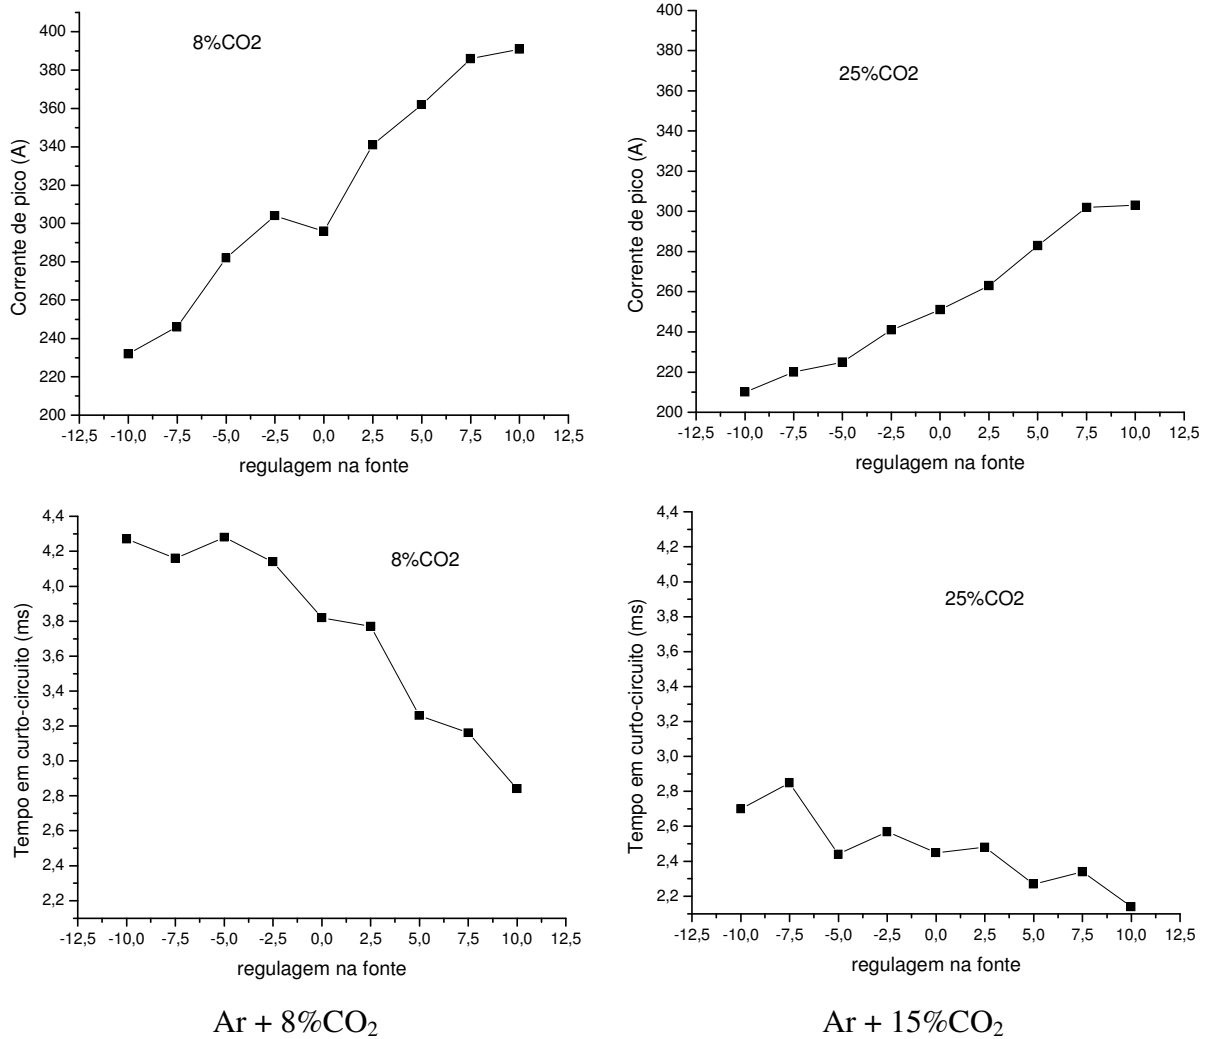 8%CO2
Corrente de pico (A)
400
380
360
340
320
300
280
260
240
220
200
-12,5 -10,0 -7,5 -5,0 -2,5 0,0 2,5 5,0 7,5 10,0 12,5
regulagem na fonte
25%CO2
Corrente de pico (A)
400
380
360
340
320
300
280
260
240
220
200
-12,5 -10,0 -7,5 -5,0 -2,5 0,0 2,5 5,0 7,5 10,0 12,5
regulagem na fonte
8%CO2
Tempo em curto-circuito (ms)
4,4
4,2
4,0
3,8
3,6
3,4
3,2
3,0
2,8
2,6
2,4
2,2
-12,5 -10,0 -7,5 -5,0 -2,5 0,0 2,5 5,0 7,5 10,0 12,5
regulagem na fonte
25%CO2
Tempo em curto-circuito (ms)
4,4
4,2
4,0
3,8
3,6
3,4
3,2
3,0
2,8
2,6
2,4
2,2
-12,5 -10,0 -7,5 -5,0 -2,5 0,0 2,5 5,0 7,5 10,0 12,5
regulagem na fonte
Ar + 8%CO₂
Ar + 15%CO₂